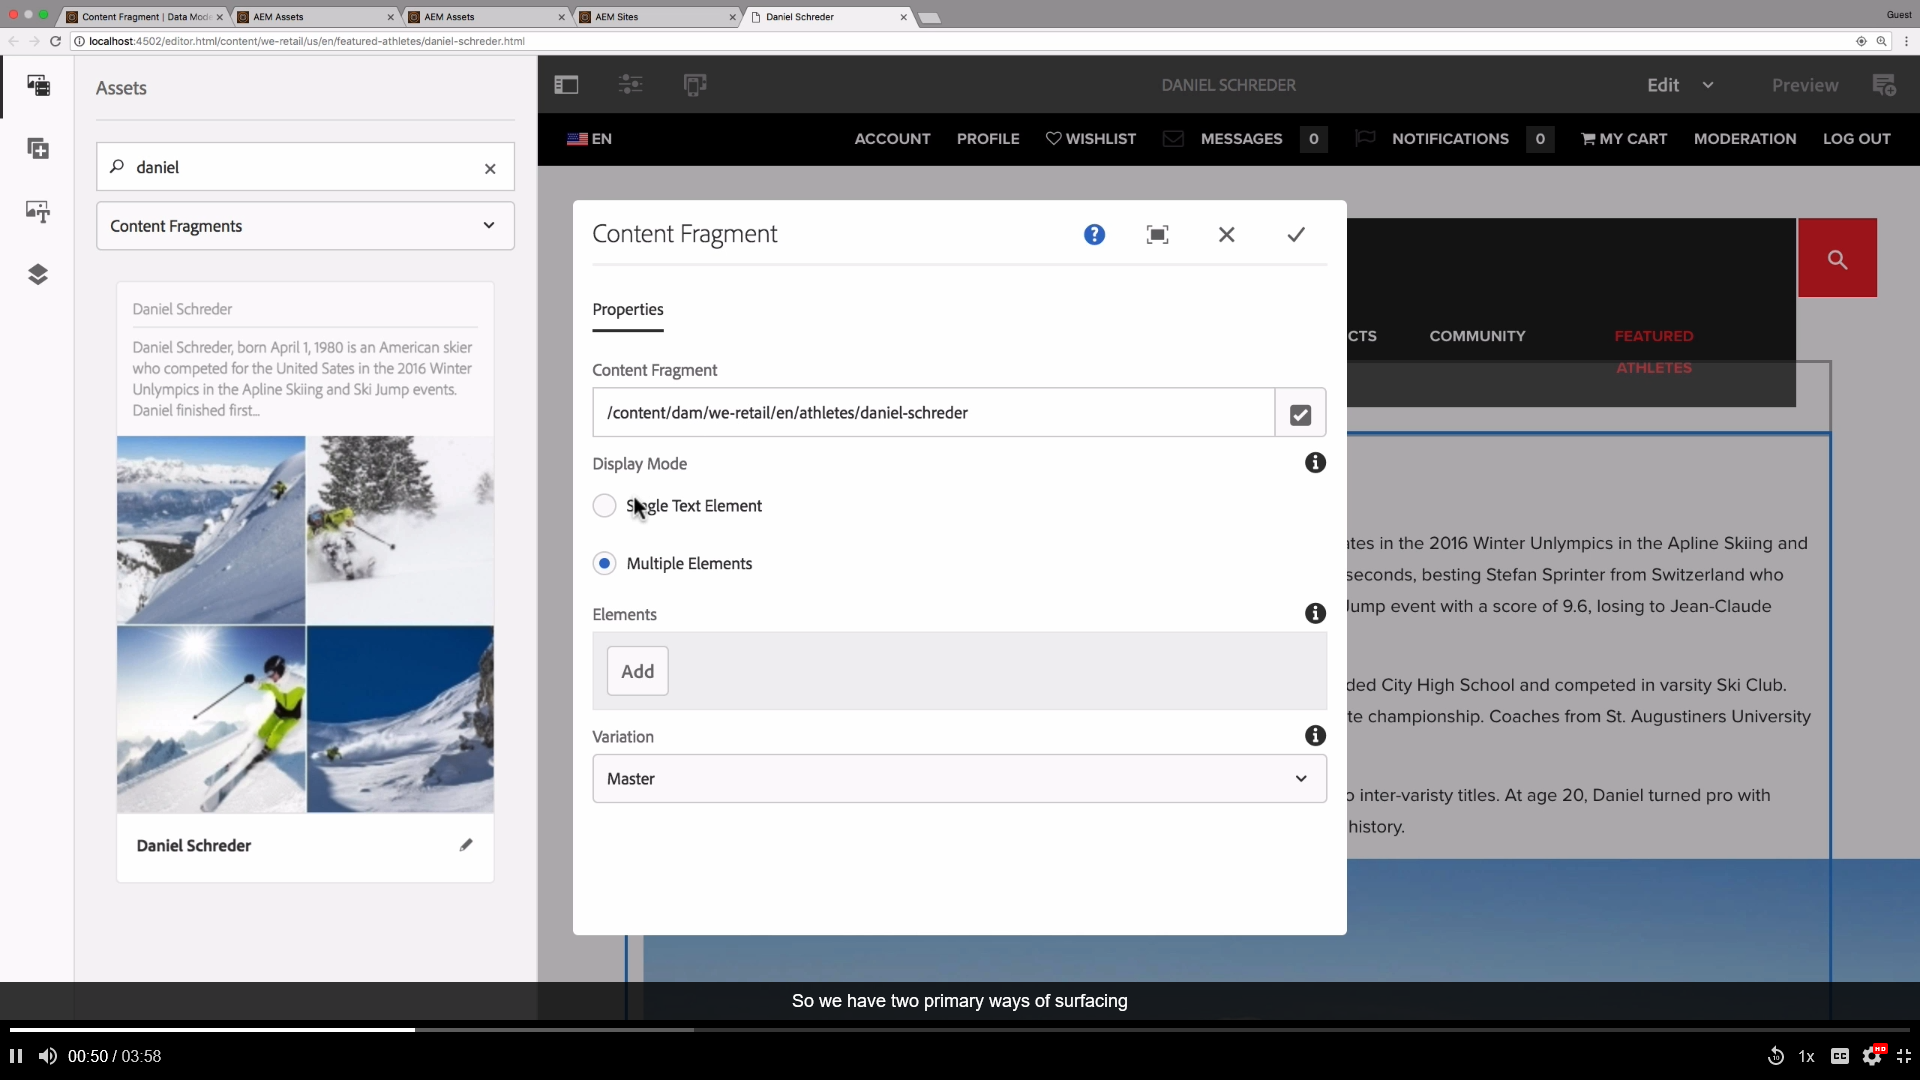 Content Fragment | Data Mode
AEM Assets
AEM Assets
AEM Sites
Daniel Schreder
Guest
localhost:4502/editor.html/content/we-retail/us/en/featured-athletes/daniel-schreder.html
Assets
daniel
Content Fragments
Daniel Schreder
Daniel Schreder, born April 1, 1980 is an American skier
who competed for the United Sates in the 2016 Winter
Unlympics in the Apline Skiing and Ski Jump events.
Daniel finished first...
Daniel Schreder
DANIEL SCHREDER
Edit
Preview
EN
ACCOUNT
PROFILE
WISHLIST
MESSAGES
0
NOTIFICATIONS
0
MY CART
MODERATION
LOG OUT
CTS
COMMUNITY
FEATURED
ATHLETES
Content Fragment
Properties
Content Fragment
/content/dam/we-retail/en/athletes/daniel-schreder
Display Mode
Single Text Element
Multiple Elements
Elements
Add
Variation
Master
ates in the 2016 Winter Unlympics in the Apline Skiing and
seconds, besting Stefan Sprinter from Switzerland who
Jump event with a score of 9.6, losing to Jean-Claude
ded City High School and competed in varsity Ski Club.
te championship. Coaches from St. Augustiners University
o inter-varisty titles. At age 20, Daniel turned pro with
history.
So we have two primary ways of surfacing
00:50 / 03:58
10
1x
CC
HD